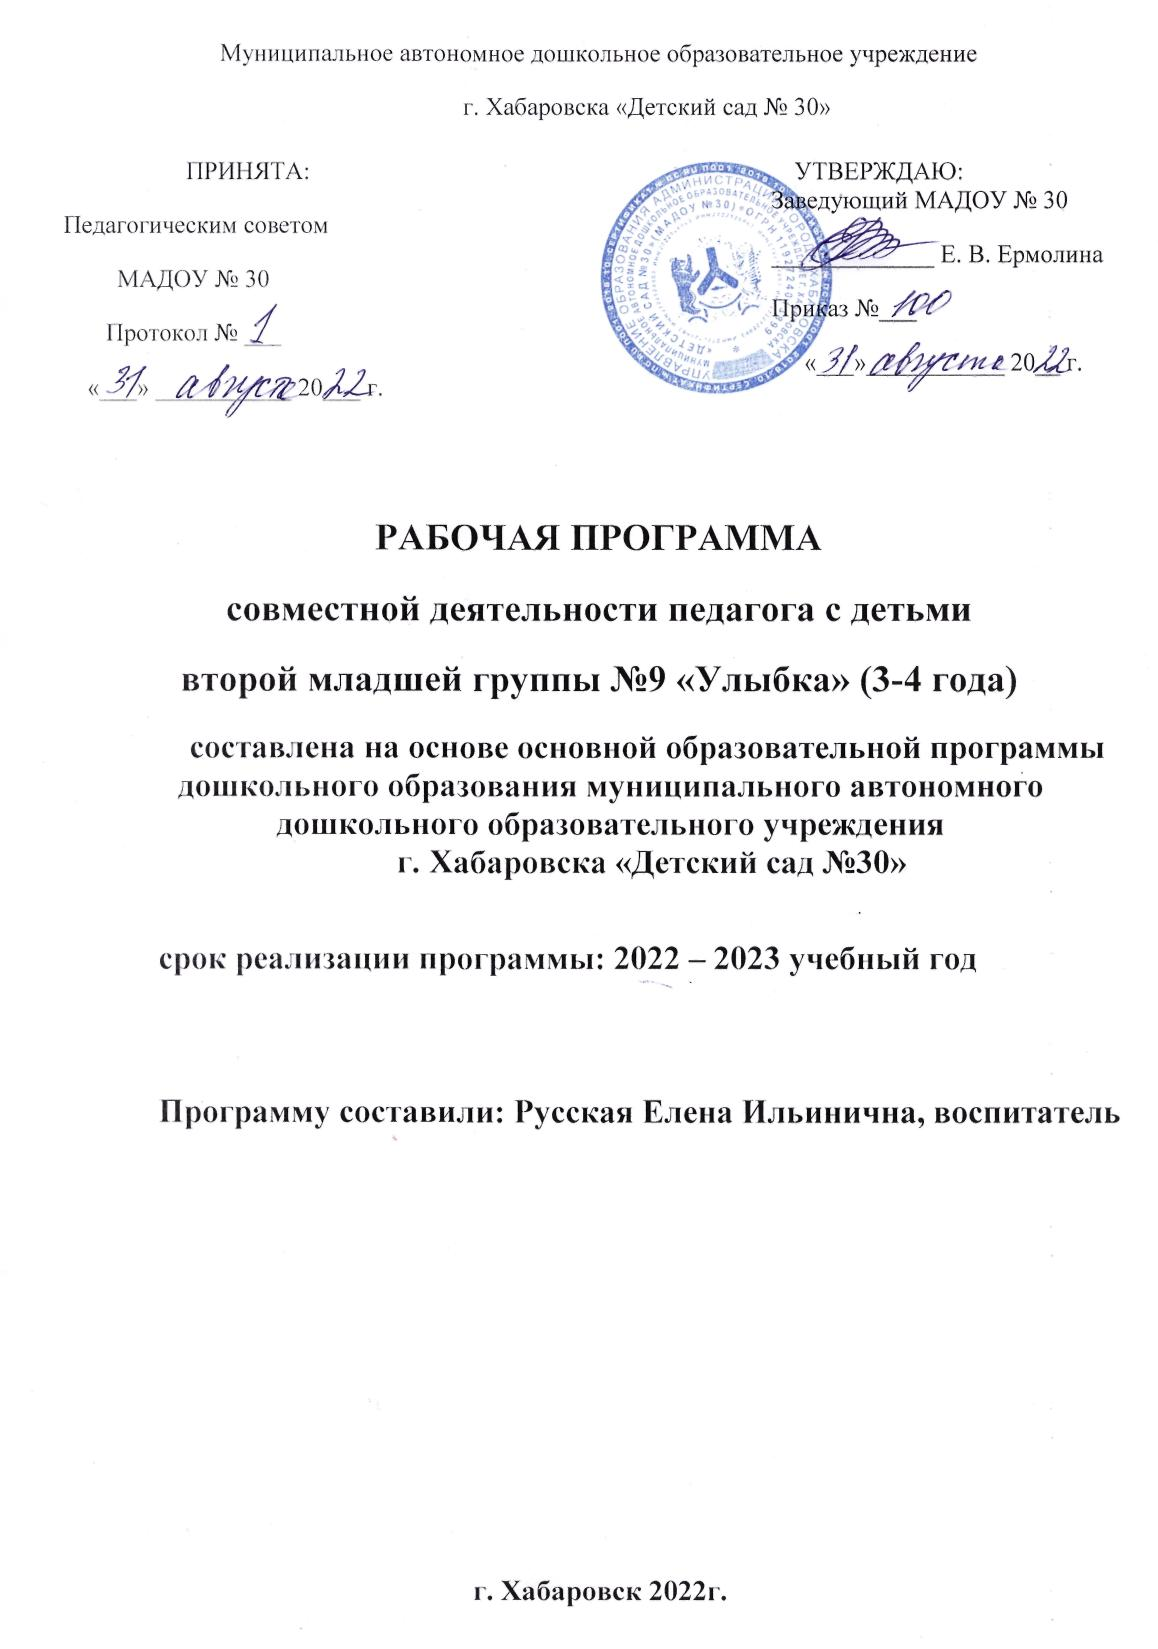 Муниципальное автономное дошкольное образовательное учреждение
г. Хабаровска «Детский сад № 30»
ПРИНЯТА:
Педагогическим советом
МАДОУ № 30
Протокол № 1
«31» августа 2022г.
УТВЕРЖДАЮ:
Заведующий МАДОУ № 30
Е. В. Ермолина
Приказ № 100
«31» августа 2022г.
РАБОЧАЯ ПРОГРАММА
совместной деятельности педагога с детьми
второй младшей группы №9 «Улыбка» (3-4 года)
составлена на основе основной образовательной программы
дошкольного образования муниципального автономного
дошкольного образовательного учреждения
г. Хабаровска «Детский сад №30»
срок реализации программы: 2022 – 2023 учебный год
Программу составили: Русская Елена Ильинична, воспитатель
г. Хабаровск 2022г.